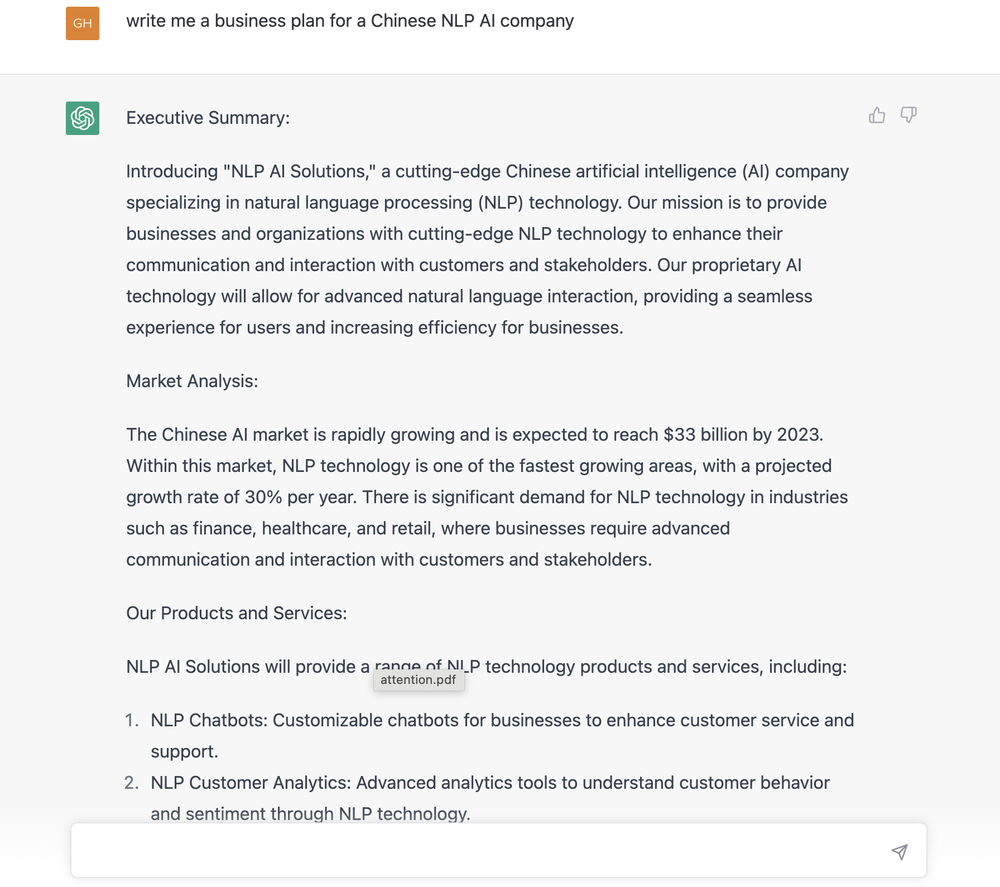 GH
write me a business plan for a Chinese NLP AI company
Executive Summary:
Introducing "NLP AI Solutions," a cutting-edge Chinese artificial intelligence (AI) company
specializing in natural language processing (NLP) technology. Our mission is to provide
businesses and organizations with cutting-edge NLP technology to enhance their
communication and interaction with customers and stakeholders. Our proprietary AI
technology will allow for advanced natural language interaction, providing a seamless
experience for users and increasing efficiency for businesses.
Market Analysis:
The Chinese AI market is rapidly growing and is expected to reach $33 billion by 2023.
Within this market, NLP technology is one of the fastest growing areas, with a projected
growth rate of 30% per year. There is significant demand for NLP technology in industries
such as finance, healthcare, and retail, where businesses require advanced
communication and interaction with customers and stakeholders.
Our Products and Services:
NLP AI Solutions will provide a range of NLP technology products and services, including:
attention.pdf
1. NLP Chatbots: Customizable chatbots for businesses to enhance customer service and
support.
2. NLP Customer Analytics: Advanced analytics tools to understand customer behavior
and sentiment through NLP technology.